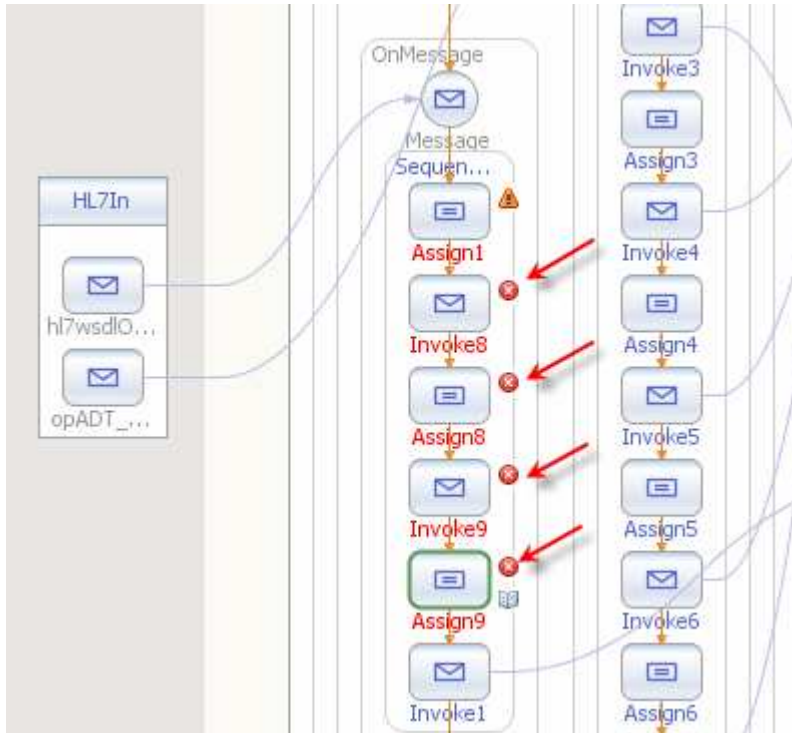 HL7In
hl7wsdlO...
opADT_...
OnMessage
Message
Sequen...
Assign1
Invoke8
Assign8
Invoke9
Assign9
Invoke1
Invoke3
Assign3
Invoke4
Assign4
Invoke5
Assign5
Invoke6
Assign6